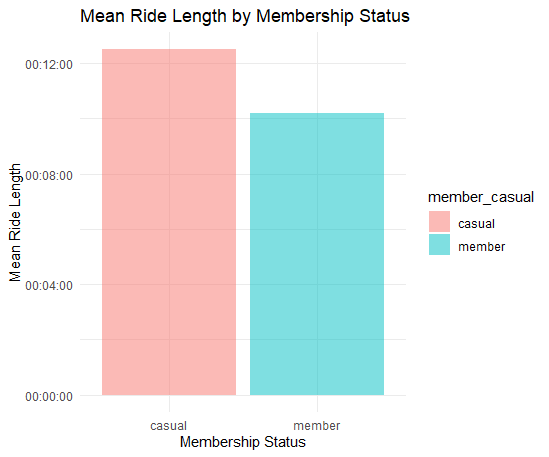 Mean Ride Length by Membership Status
Mean Ride Length
00:12:00
00:08:00
00:04:00
00:00:00
casual
member
Membership Status
member_casual
casual
member